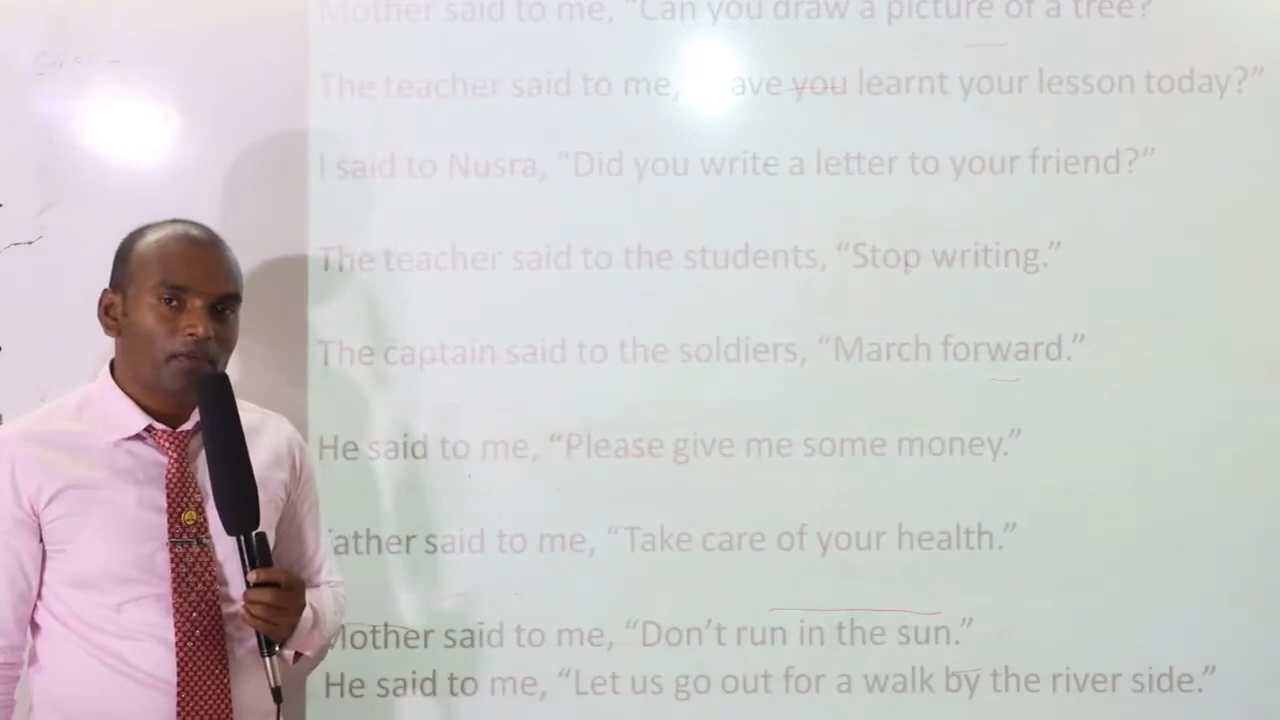 Mother said to me, “Can you draw a picture of a tree?
The teacher said to me, ave you learnt your lesson today?”
I said to Nusra, “Did you write a letter to your friend?”
The teacher said to the students, “Stop writing.”
The captain said to the soldiers, “March forward.”
He said to me, “Please give me some money.”
father said to me, “Take care of your health.”
Mother said to me, “Don’t run in the sun.”
He said to me, “Let us go out for a walk by the river side.”